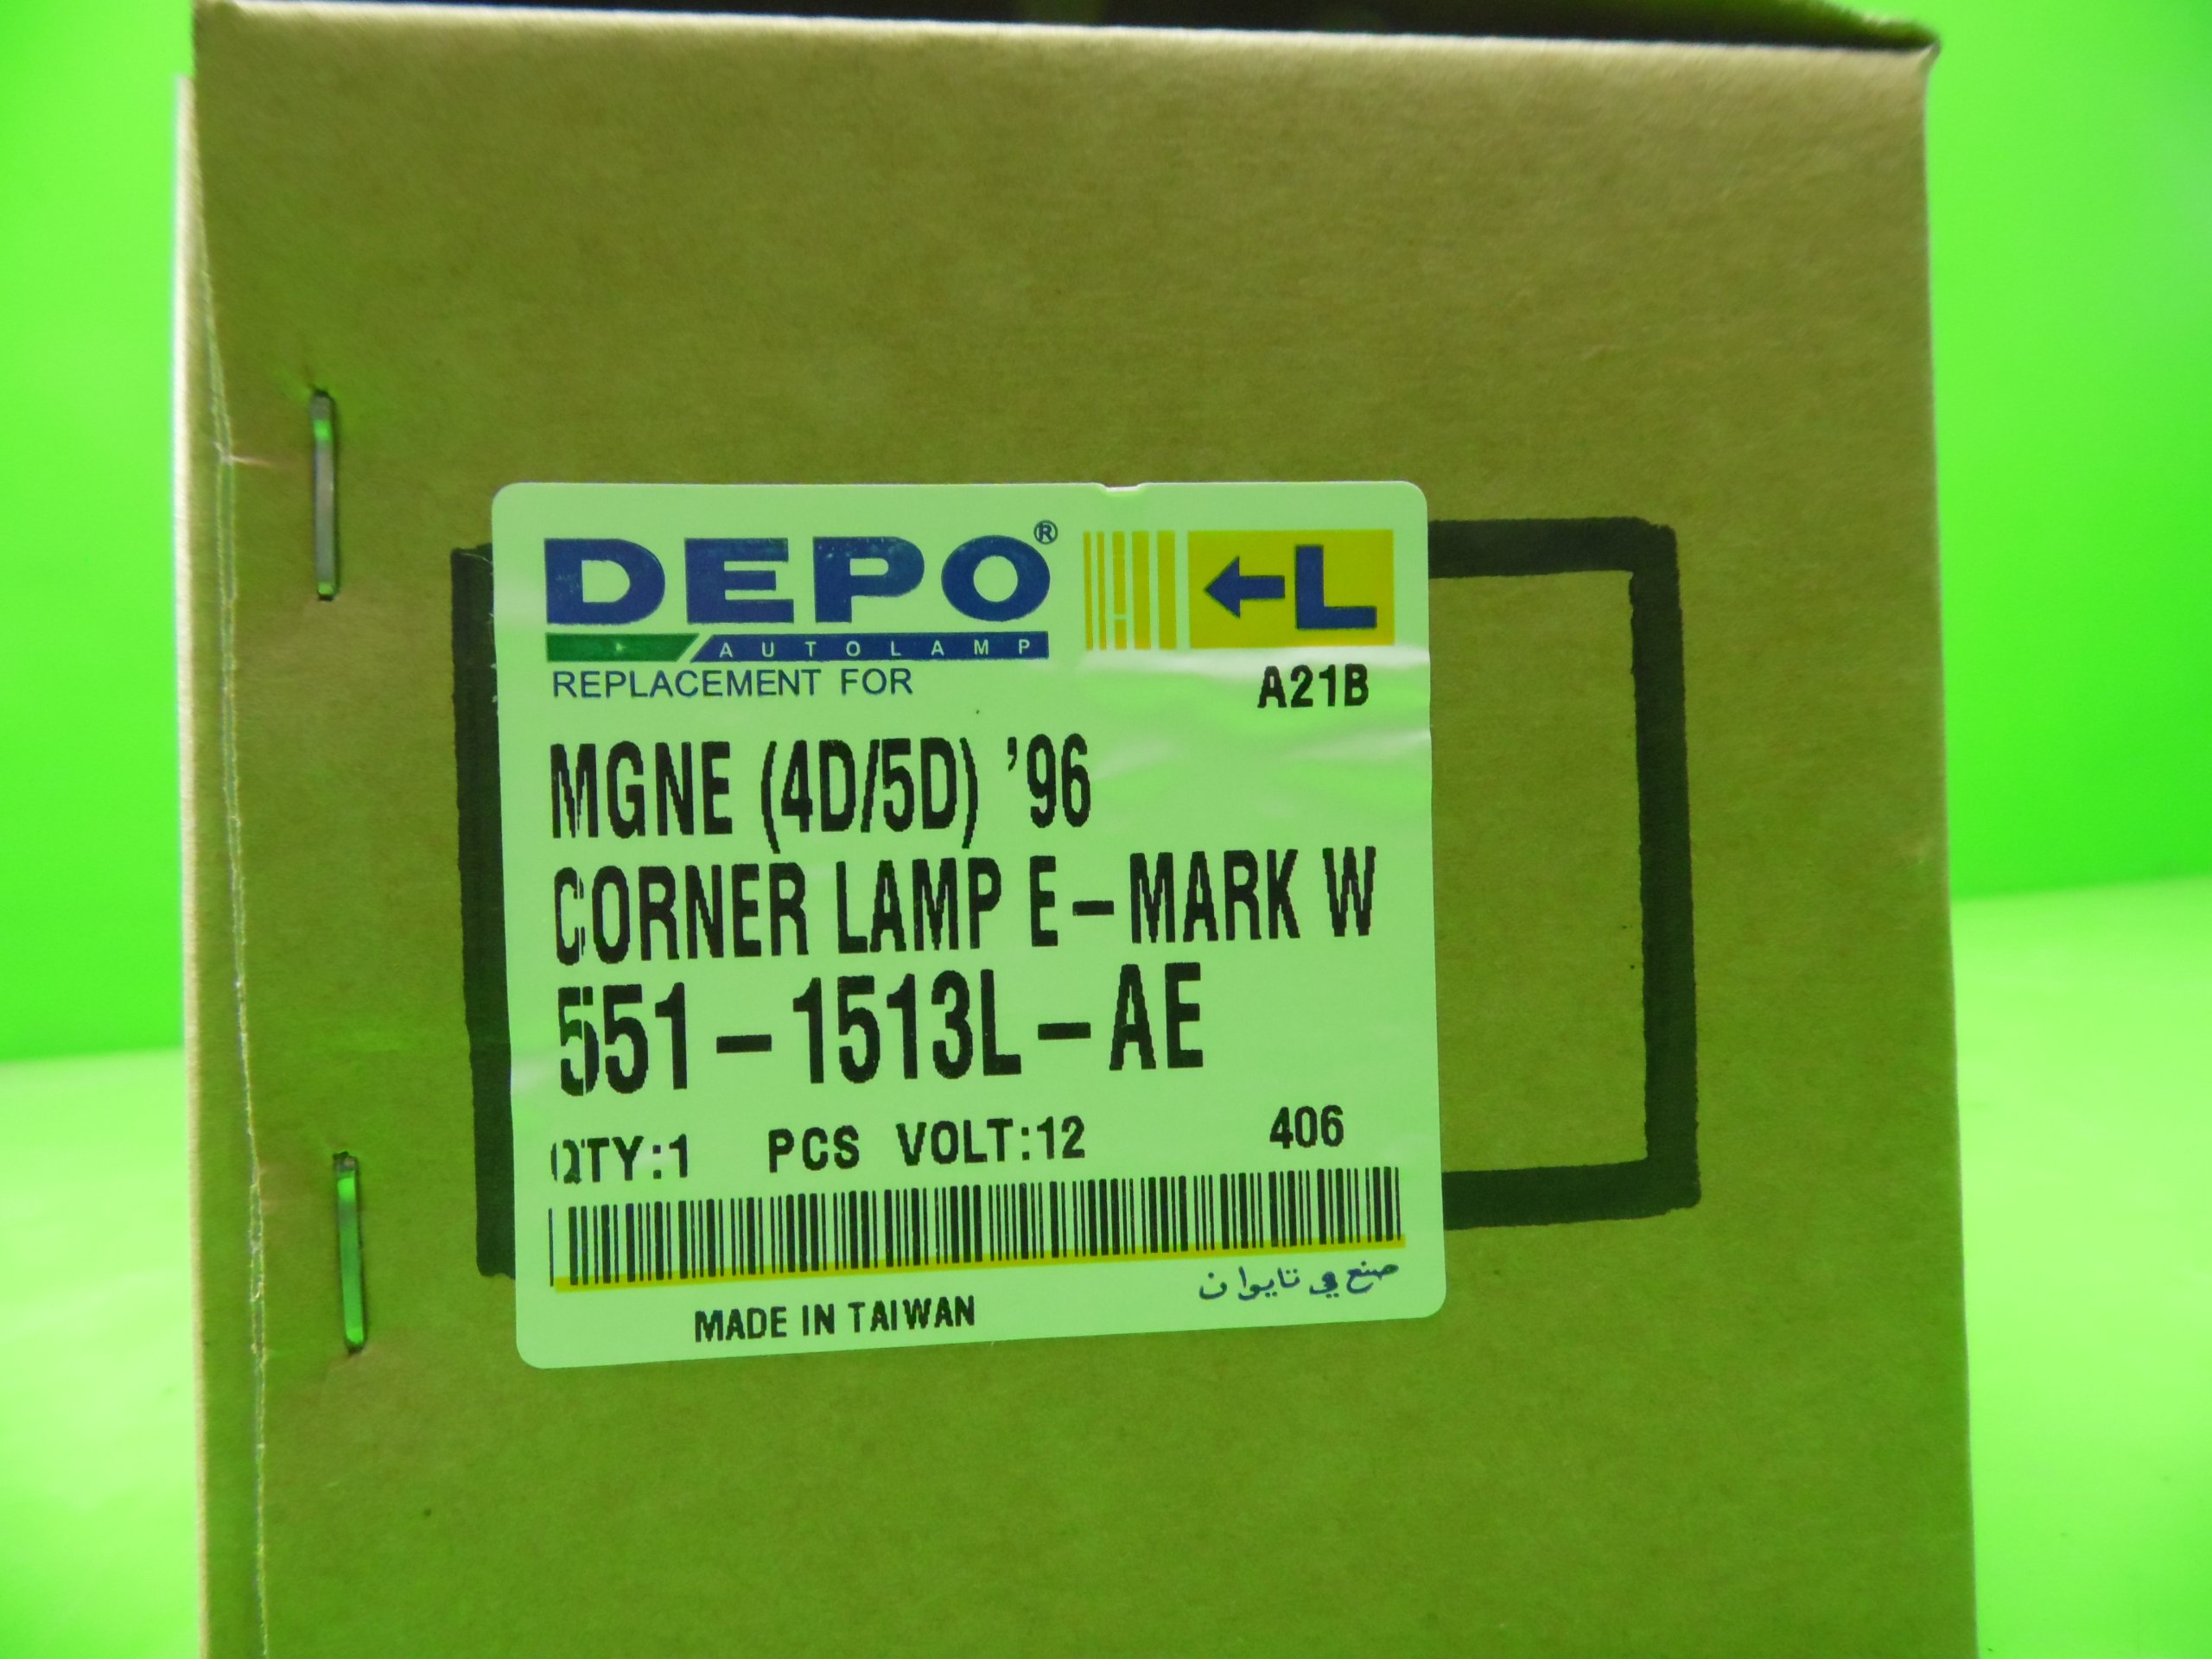 DEPO®
AUTOLAMP
←L
REPLACEMENT FOR
A21B
MGNE (4D/5D) '96
CORNER LAMP E-MARK W
551-1513L-AE
QTY:1 PCS VOLT:12 406
صنع في تايوان
MADE IN TAIWAN